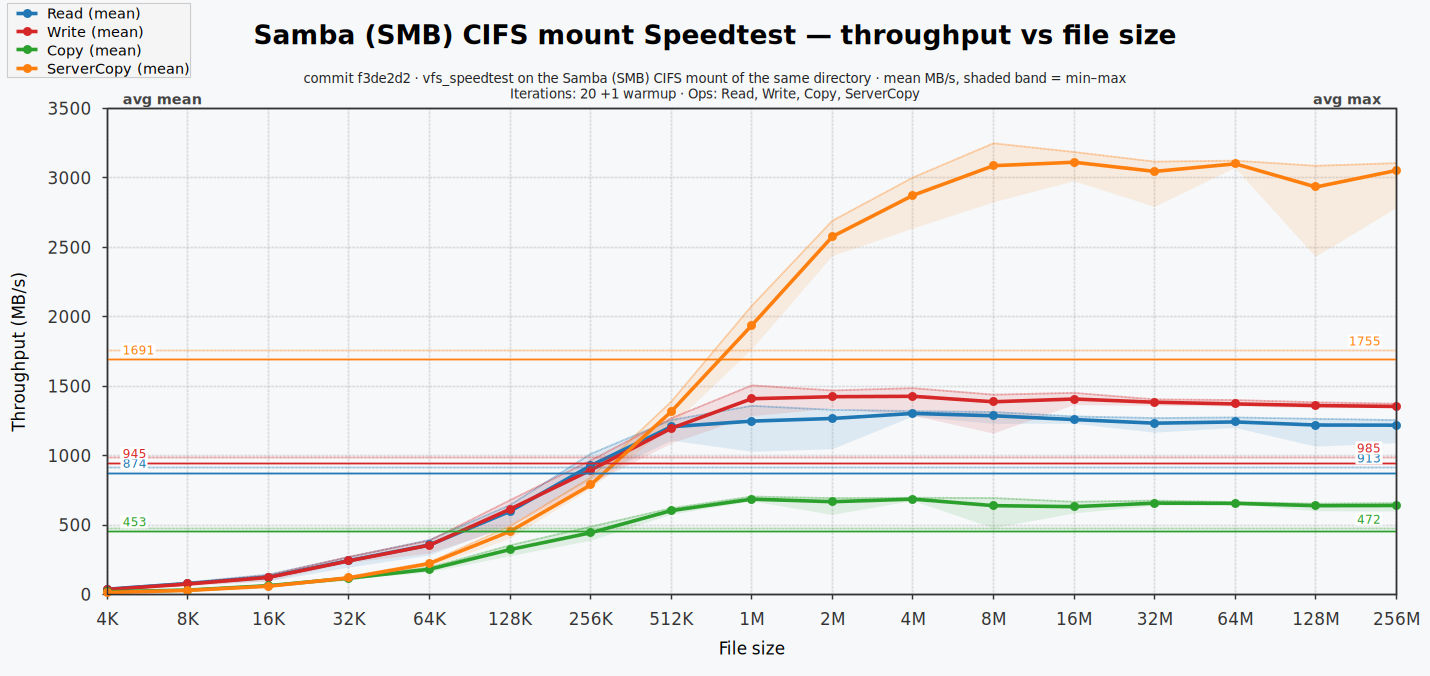 Read (mean)
Write (mean)
Copy (mean)
ServerCopy (mean)
Samba (SMB) CIFS mount Speedtest — throughput vs file size
commit f3de2d2 · vfs_speedtest on the Samba (SMB) CIFS mount of the same directory · mean MB/s, shaded band = min–max
Iterations: 20 +1 warmup · Ops: Read, Write, Copy, ServerCopy
avg mean
avg max
3500
3000
2500
2000
1500
1000
500
0
Throughput (MB/s)
1691
1755
945
985
874
913
453
472
4K 8K 16K 32K 64K 128K 256K 512K 1M 2M 4M 8M 16M 32M 64M 128M 256M
File size